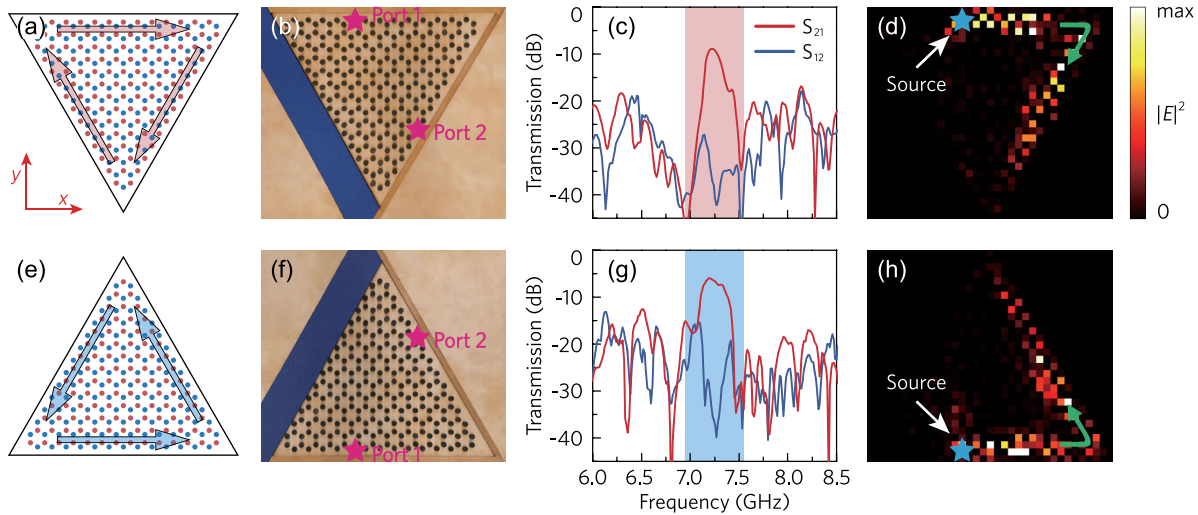 (a)
y
x
(b)
Port 1
Port 2
(c)
S21
S12
Transmission (dB)
0
-10
-20
-30
-40
(d)
Source
max
|E|²
0
(e)
(f)
Port 2
Port 1
(g)
Transmission (dB)
0
-10
-20
-30
-40
6.0 6.5 7.0 7.5 8.0 8.5
Frequency (GHz)
(h)
Source